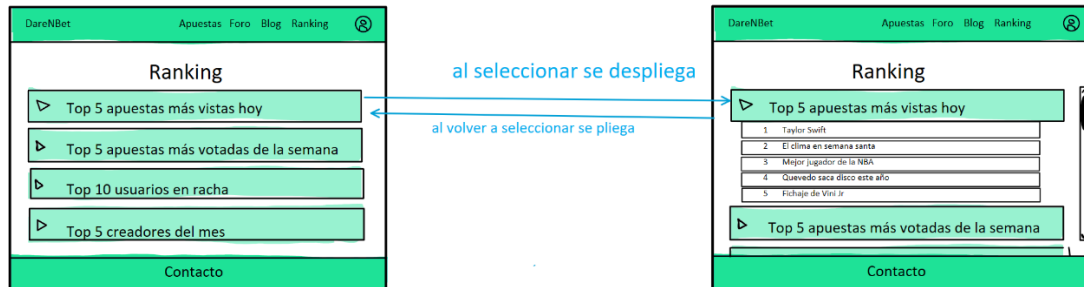 DareNBet Apuestas Foro Blog Ranking
Ranking
Top 5 apuestas más vistas hoy
Top 5 apuestas más votadas de la semana
Top 10 usuarios en racha
Top 5 creadores del mes
Contacto
al seleccionar se despliega
al volver a seleccionar se pliega
DareNBet Apuestas Foro Blog Ranking
Ranking
Top 5 apuestas más vistas hoy
1 Taylor Swift
2 El clima en semana santa
3 Mejor jugador de la NBA
4 Quevedo saca disco este año
5 Fichaje de Vini Jr
Top 5 apuestas más votadas de la semana
Contacto